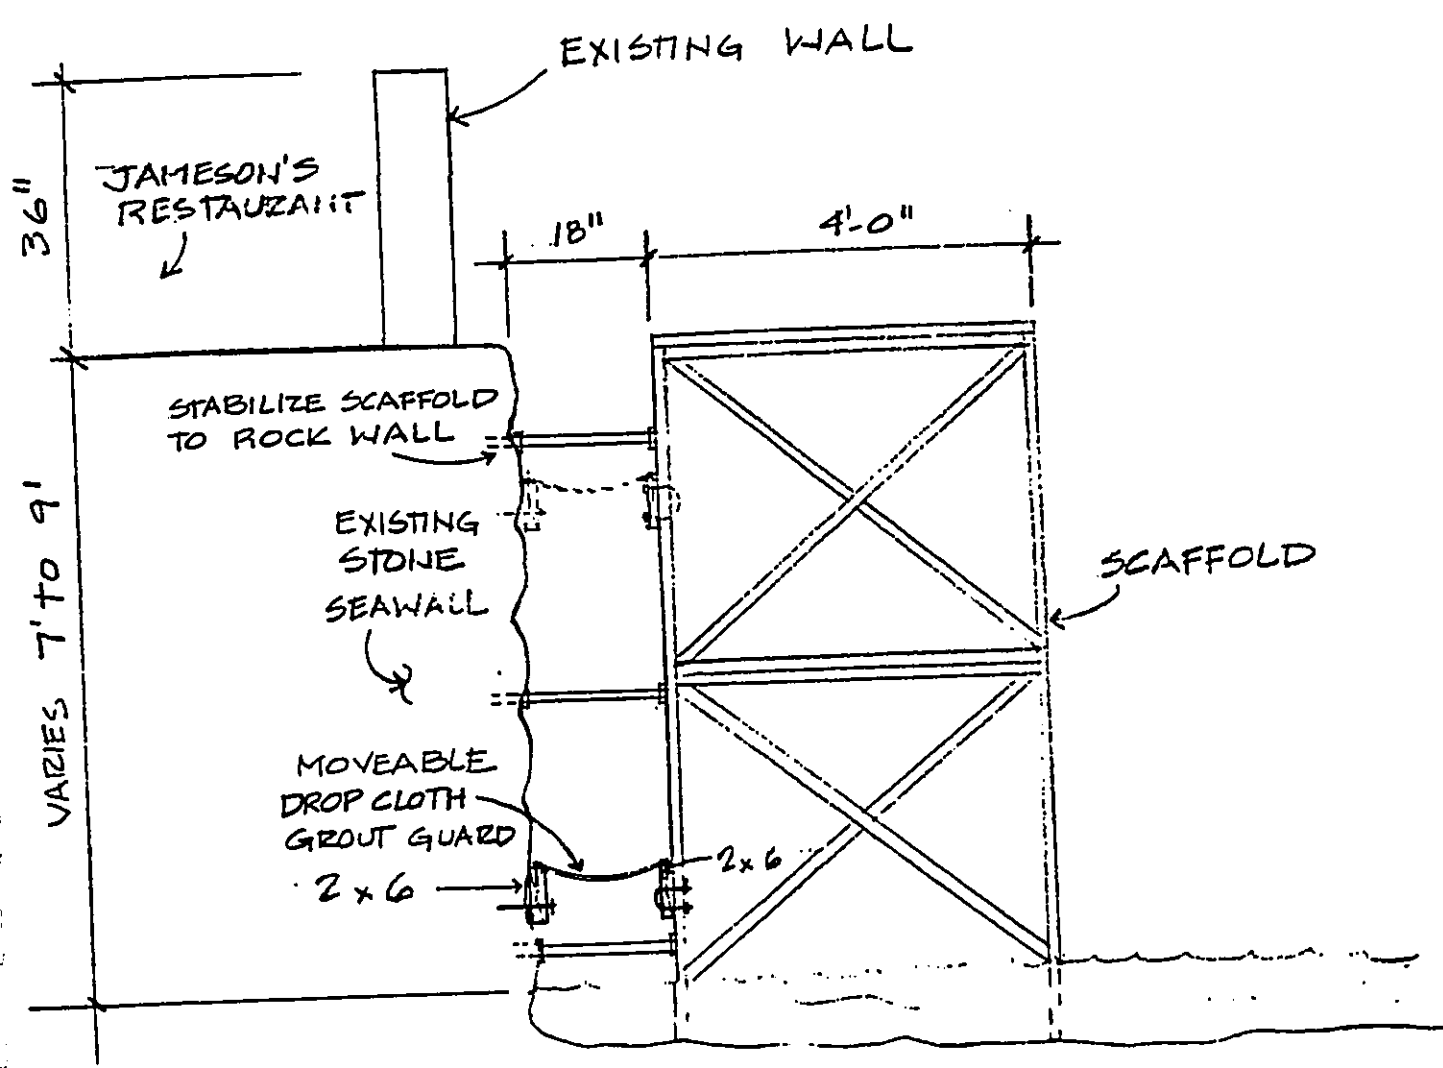 EXISTING WALL
36"
JAMESON'S
RESTAURANT
18"
4'-0"
STABILIZE SCAFFOLD
TO ROCK WALL
EXISTING
STONE
SEAWALL
SCAFFOLD
VARIES 7' TO 9'
MOVEABLE
DROP CLOTH
GROUT GUARD
2 x 6
2 x 6